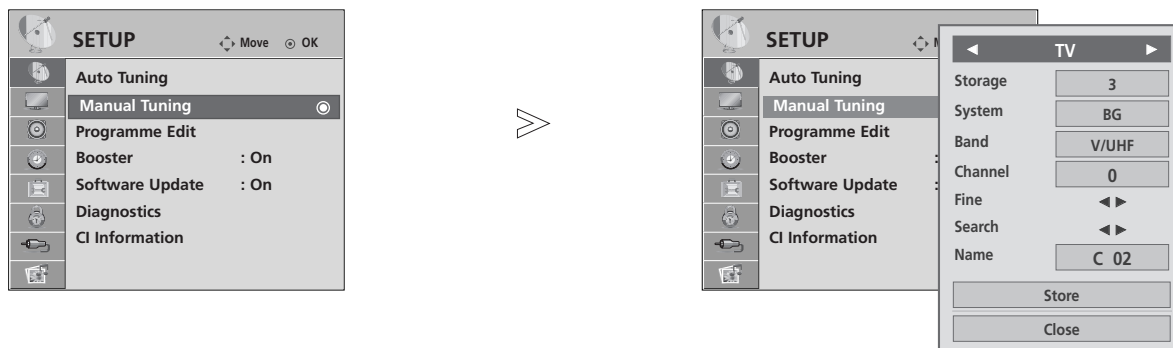 SETUP Move OK
Auto Tuning
Manual Tuning
Programme Edit
Booster : On
Software Update : On
Diagnostics
CI Information
SETUP
Auto Tuning
Manual Tuning
Programme Edit
Booster :
Software Update :
Diagnostics
CI Information
◄ TV ►
Storage 3
System BG
Band V/UHF
Channel 0
Fine ◄ ►
Search ◄ ►
Name C 02
Store
Close